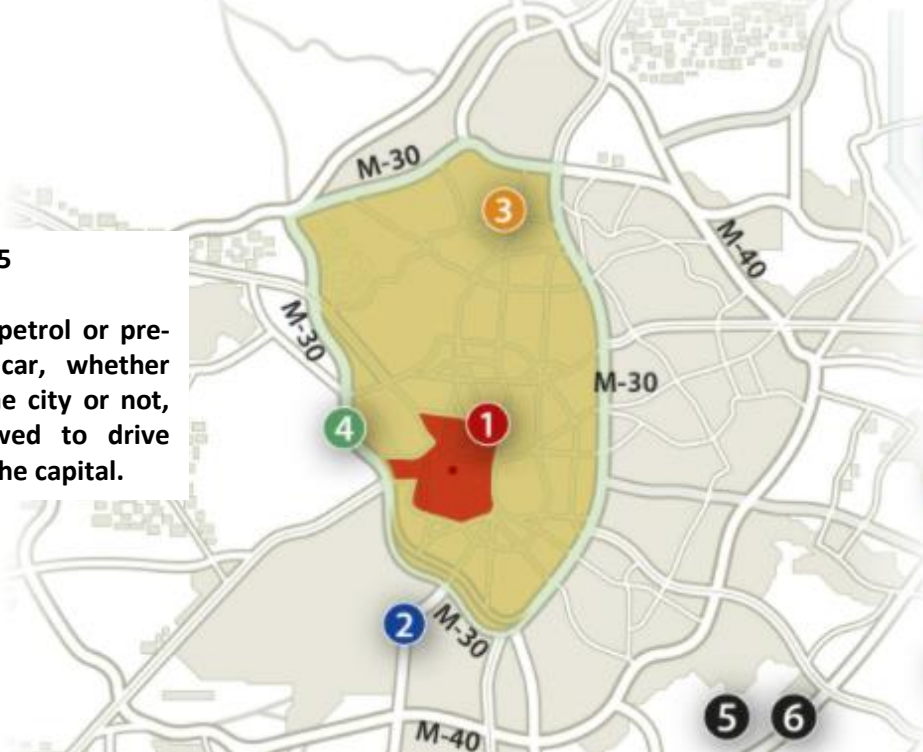 M-30
3
5
M-40
petrol or pre-
car, whether
e city or not,
wed to drive
he capital.
M-30
M-30
4
1
2
M-30
5 6
M-40